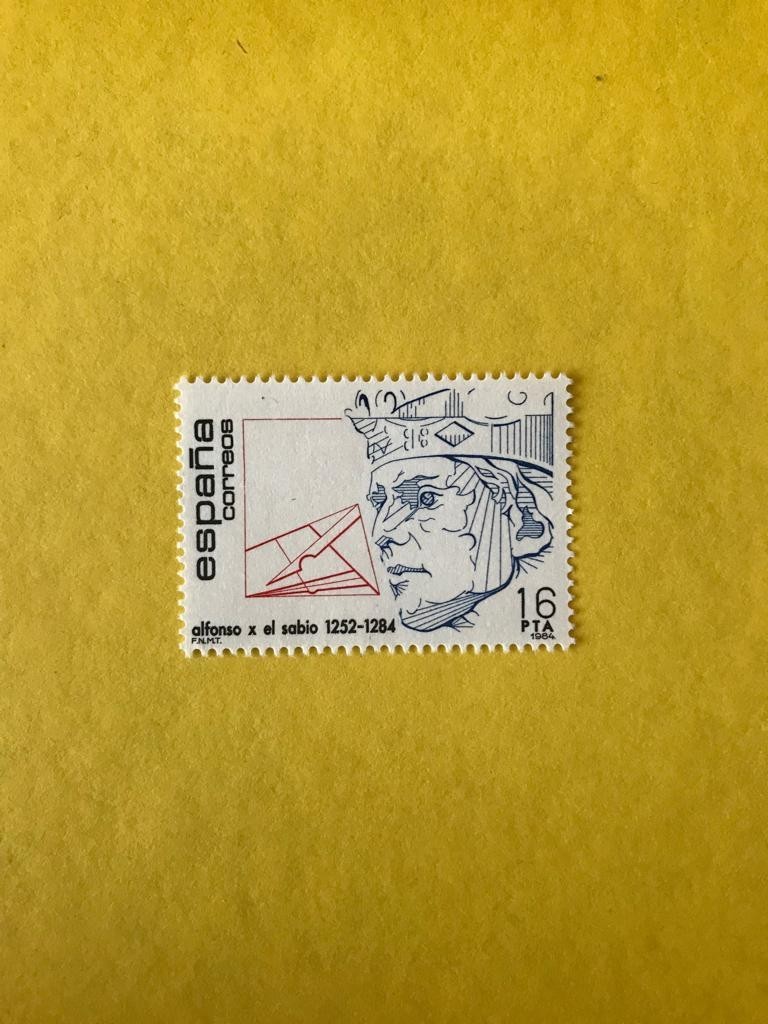 españa
correos
alfonso x el sabio 1252-1284
F.N.M.T.
16
PTA
1984